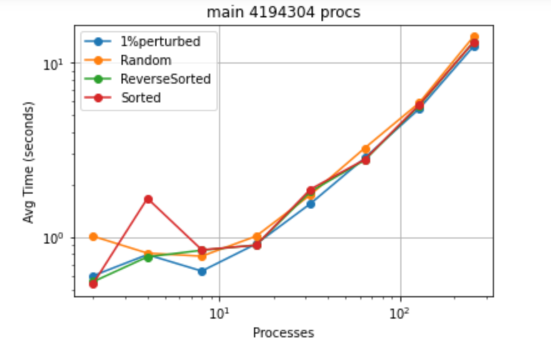 main 4194304 procs
1%perturbed
Random
ReverseSorted
Sorted
Avg Time (seconds)
10¹
10⁰
10¹
10²
Processes